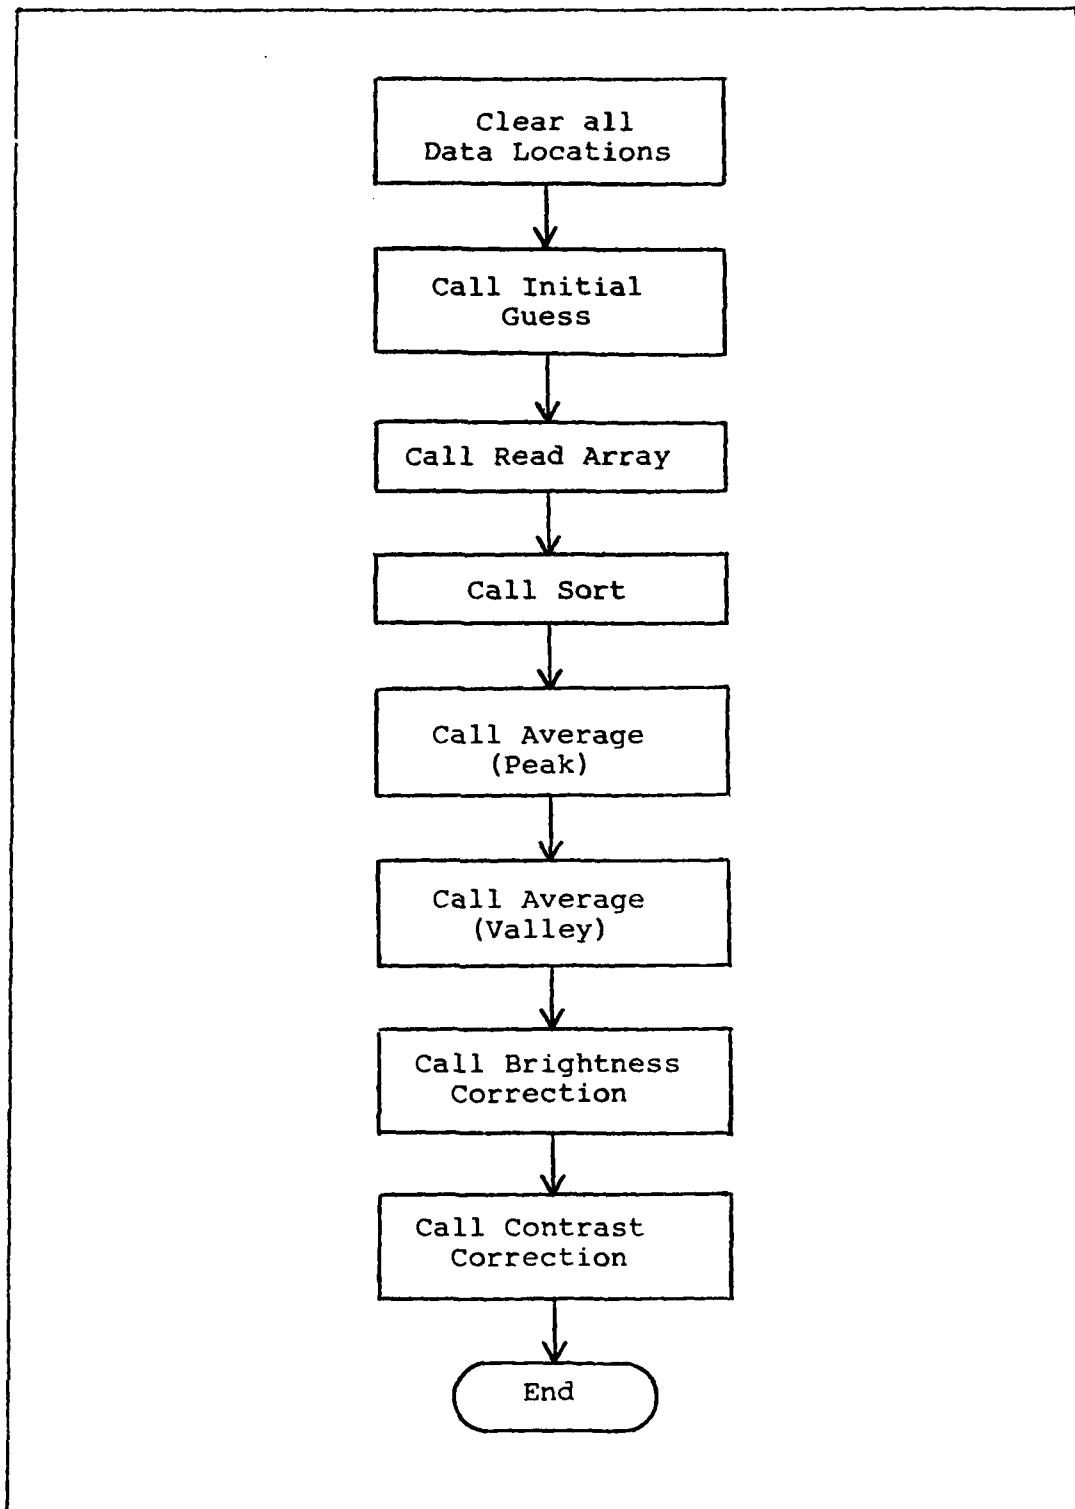 Clear all
Data Locations
Call Initial
Guess
Call Read Array
Call Sort
Call Average
(Peak)
Call Average
(Valley)
Call Brightness
Correction
Call Contrast
Correction
End